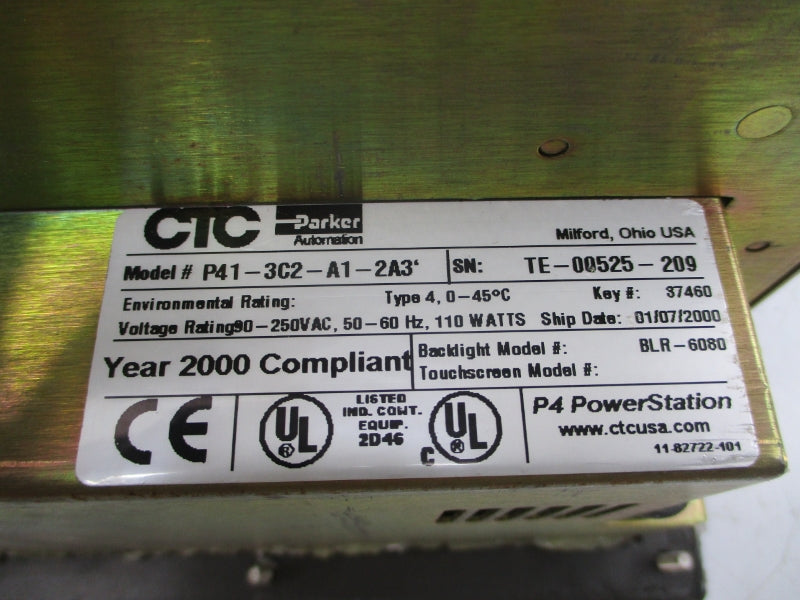 CTC Parker
Automation
Milford, Ohio USA
Model # P41-3C2-A1-2A3' SN: TE-00525-209
Environmental Rating: Type 4, 0-45°C Key #: 37460
Voltage Rating90-250VAC, 50-60 Hz, 110 WATTS Ship Date: 01/07/2000
Year 2000 Compliant
Backlight Model #: BLR-6080
Touchscreen Model #:
CE
UL ®
LISTED
IND. CONT.
EQUIP.
2D46
C UL ®
P4 PowerStation
www.ctcusa.com
11-82722-101